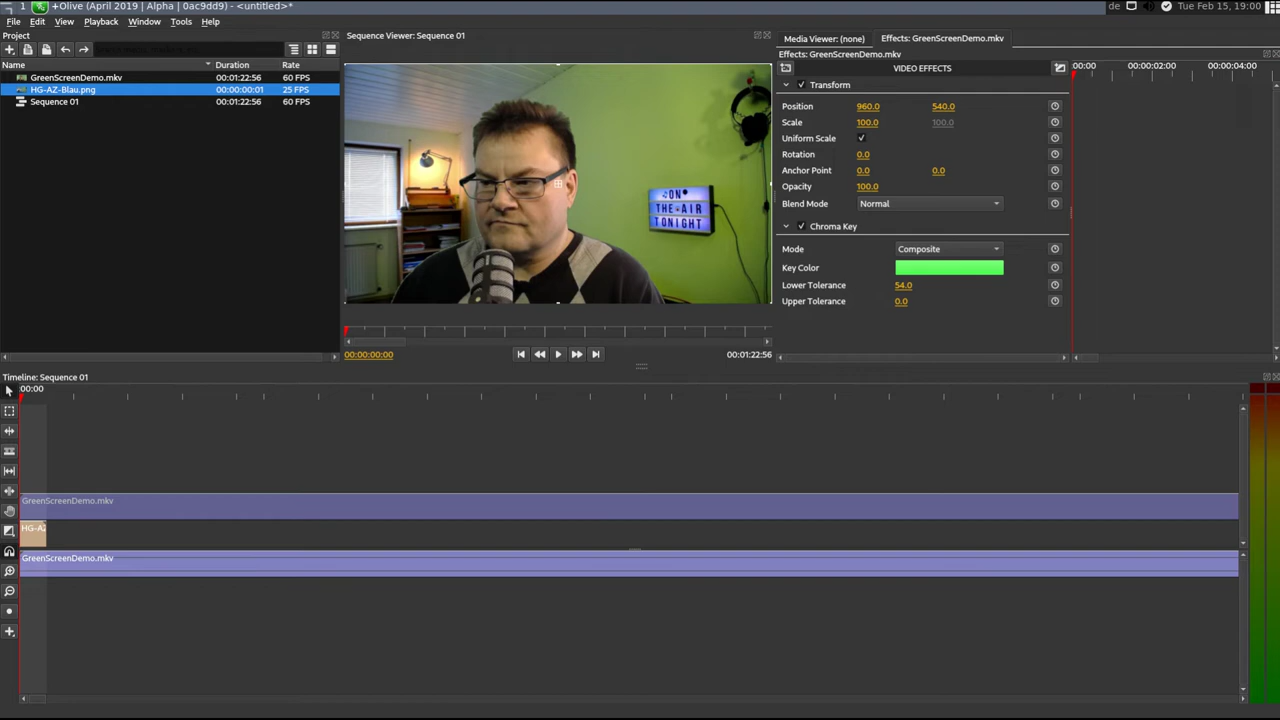 1 +Olive (April 2019 | Alpha | 0ac9dd9) - <untitled>*
de Tue Feb 15, 19:00
File Edit View Playback Window Tools Help
Project
Name Duration Rate
GreenScreenDemo.mkv 00:01:22:56 60 FPS
HG-AZ-Blau.png 00:00:00:01 25 FPS
Sequence 01 00:01:22:56 60 FPS
Sequence Viewer: Sequence 01
ON
THE AIR
TONIGHT
00:00:00:00 00:01:22:56
Media Viewer: (none) Effects: GreenScreenDemo.mkv
Effects: GreenScreenDemo.mkv
VIDEO EFFECTS
:00:00 00:00:02:00 00:00:04:00
Transform
Position 960.0 540.0
Scale 100.0 100.0
Uniform Scale
Rotation 0.0
Anchor Point 0.0 0.0
Opacity 100.0
Blend Mode Normal
Chroma Key
Mode Composite
Key Color
Lower Tolerance 54.0
Upper Tolerance 0.0
Timeline: Sequence 01
00:00
GreenScreenDemo.mkv
HG-AZ
GreenScreenDemo.mkv